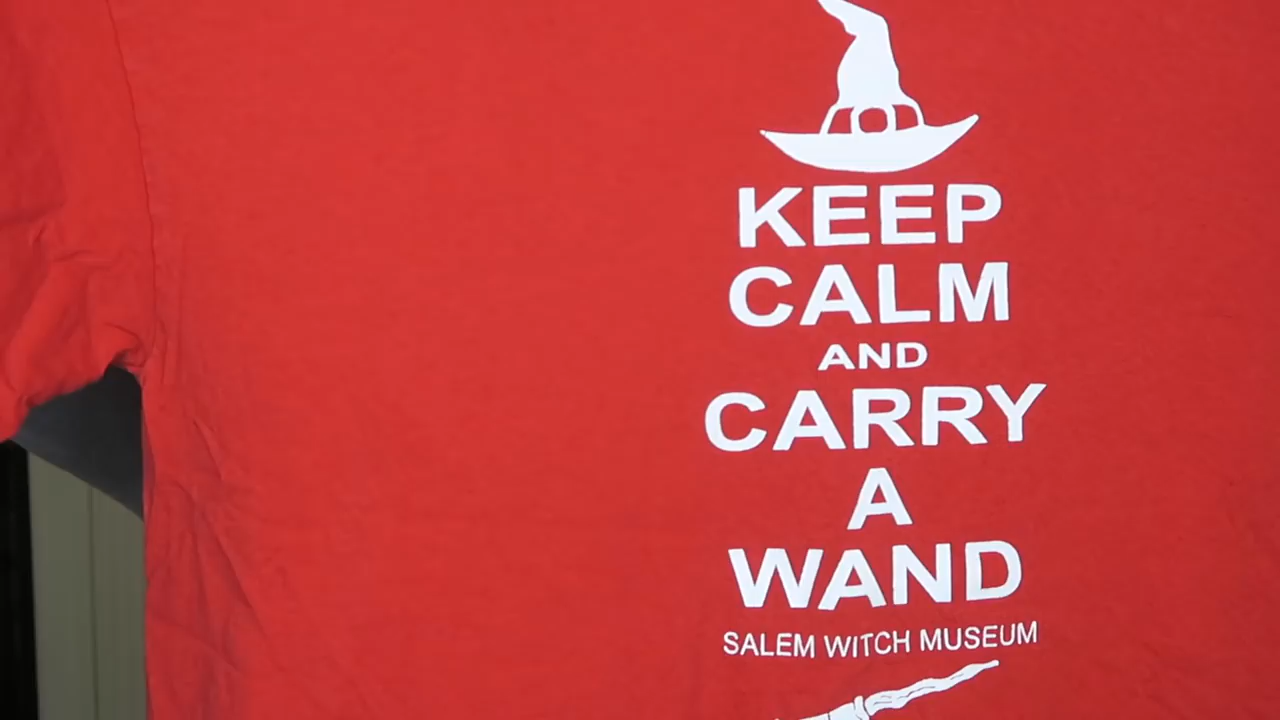 KEEP
CALM
AND
CARRY
A
WAND
SALEM WITCH MUSEUM